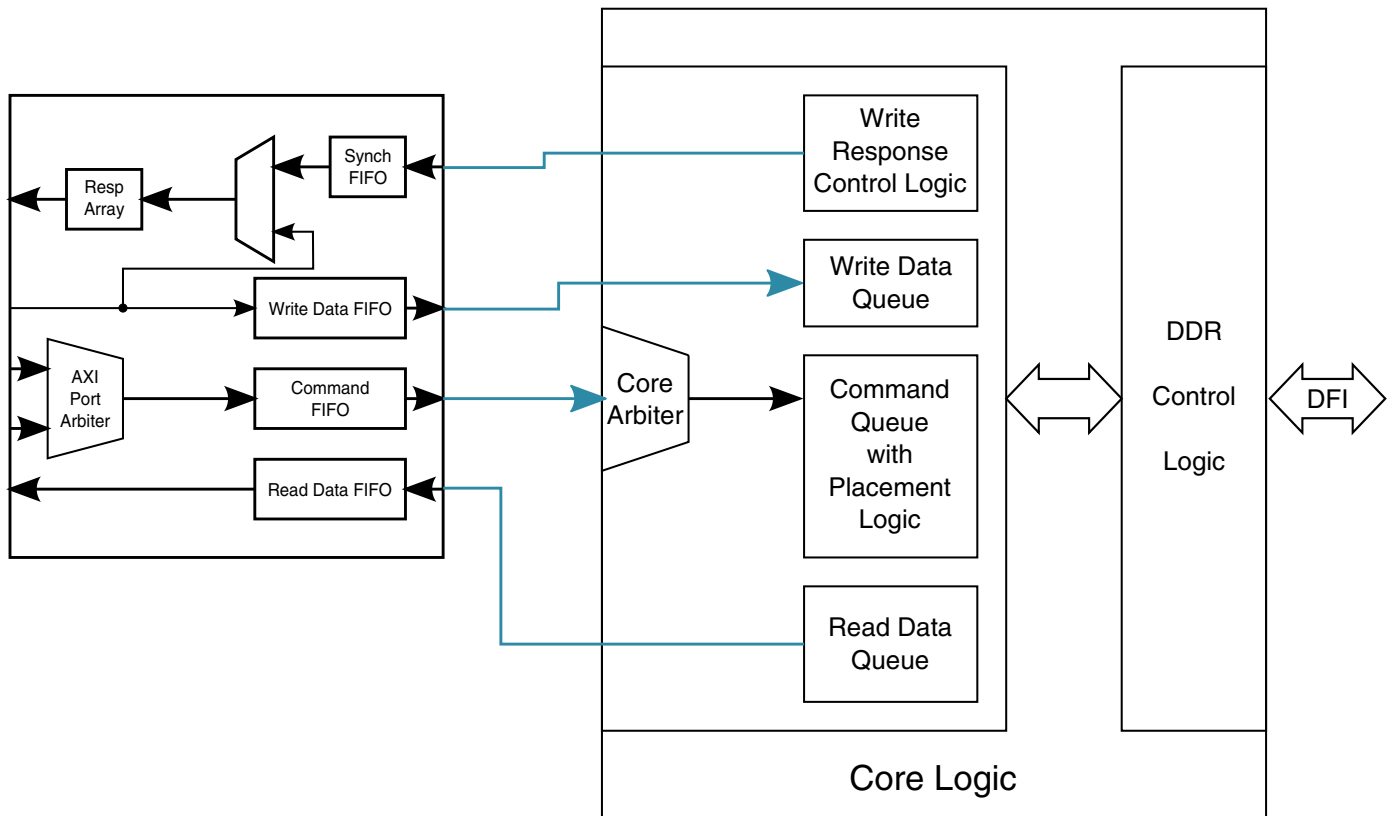 Synch
FIFO
Resp
Array
Write Data FIFO
AXI
Port
Arbiter
Command
FIFO
Read Data FIFO
Write
Response
Control Logic
Write Data
Queue
Core
Arbiter
Command
Queue
with
Placement
Logic
Read Data
Queue
DDR
Control
Logic
DFI
Core Logic